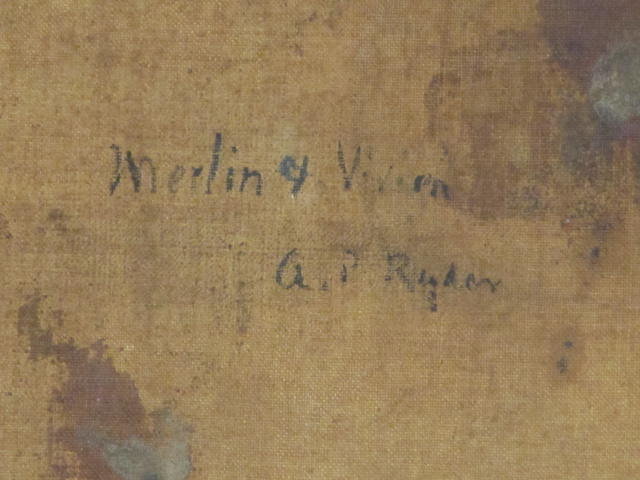 Merlin & Vivien
A. P. Ryder